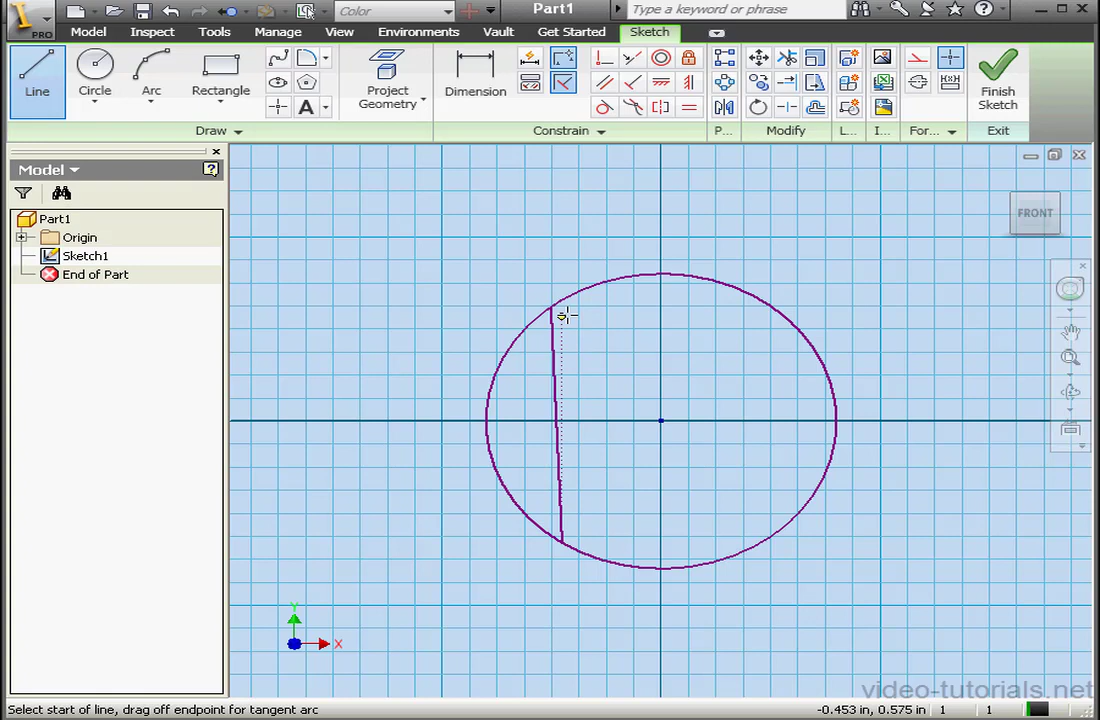 PRO
Color
Part1
Type a keyword or phrase
Model Inspect Tools Manage View Environments Vault Get Started Sketch
Line
Circle
Arc
Rectangle
A
Project
Geometry
Dimension
Finish
Sketch
Draw
Constrain
P...
Modify
L...
I...
For...
Exit
Model
Part1
Origin
Sketch1
End of Part
FRONT
Y
X
video-tutorials.net
Select start of line, drag off endpoint for tangent arc
-0.453 in, 0.575 in
1
1